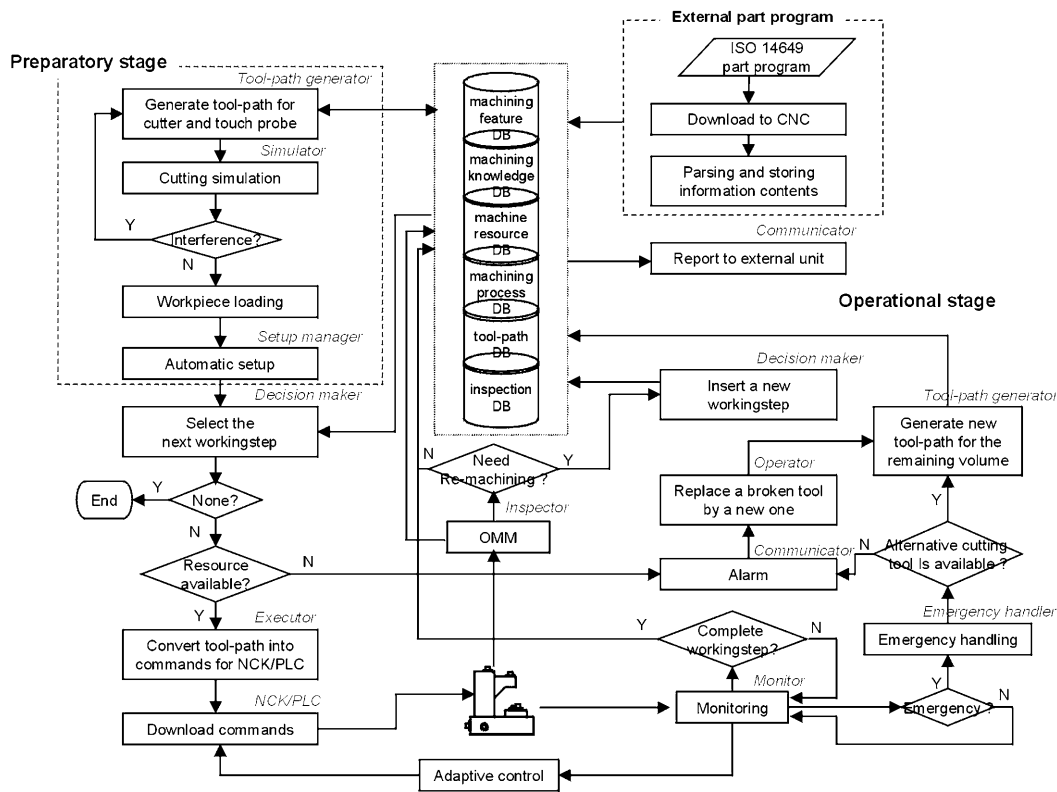 External part program
ISO 14649
part program
Download to CNC
Parsing and storing
information contents
Preparatory stage
Tool-path generator
Generate tool-path for
cutter and touch probe
Simulator
Cutting simulation
Y
Interference?
N
Workpiece loading
Setup manager
Automatic setup
machining
feature
DB
machining
knowledge
DB
machine
resource
DB
machining
process
DB
tool-path
DB
inspection
DB
Communicator
Report to external unit
Operational stage
Decision maker
Insert a new
workingstep
Decision maker
Select the
next workingstep
End
Y
None?
N
Resource
available?
N
Y
Executor
Convert tool-path into
commands for NCK/PLC
NCK/PLC
Download commands
Adaptive control
N
Need
Re-machining ?
Y
Inspector
OMM
Operator
Replace a broken tool
by a new one
Communicator
Alarm
Tool-path generator
Generate new
tool-path for the
remaining volume
Y
N
Alternative cutting
tool Is available ?
Emergency handler
Emergency handling
Y
Emergency ?
N
Y
Complete
workingstep?
N
Monitor
Monitoring